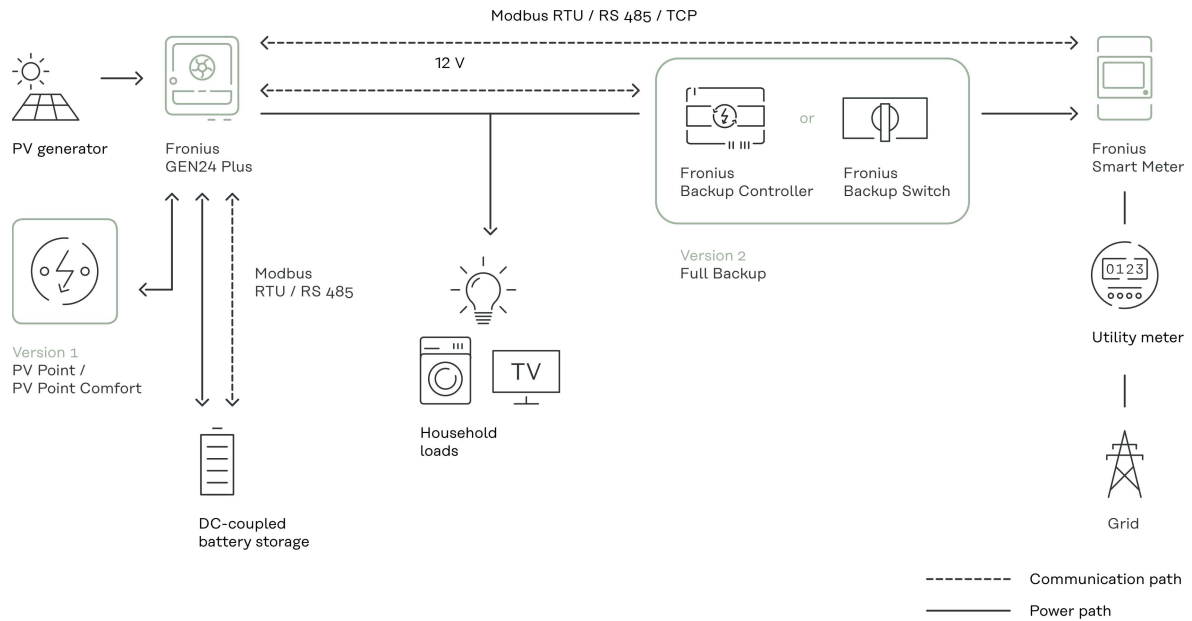 Modbus RTU / RS 485 / TCP
12 V
PV generator
Fronius
GEN24 Plus
or
Fronius
Backup Controller
Fronius
Backup Switch
Fronius
Smart Meter
Version 2
Full Backup
Modbus
RTU / RS 485
0123
Utility meter
Version 1
PV Point /
PV Point Comfort
TV
Household
loads
DC-coupled
battery storage
Grid
Communication path
Power path